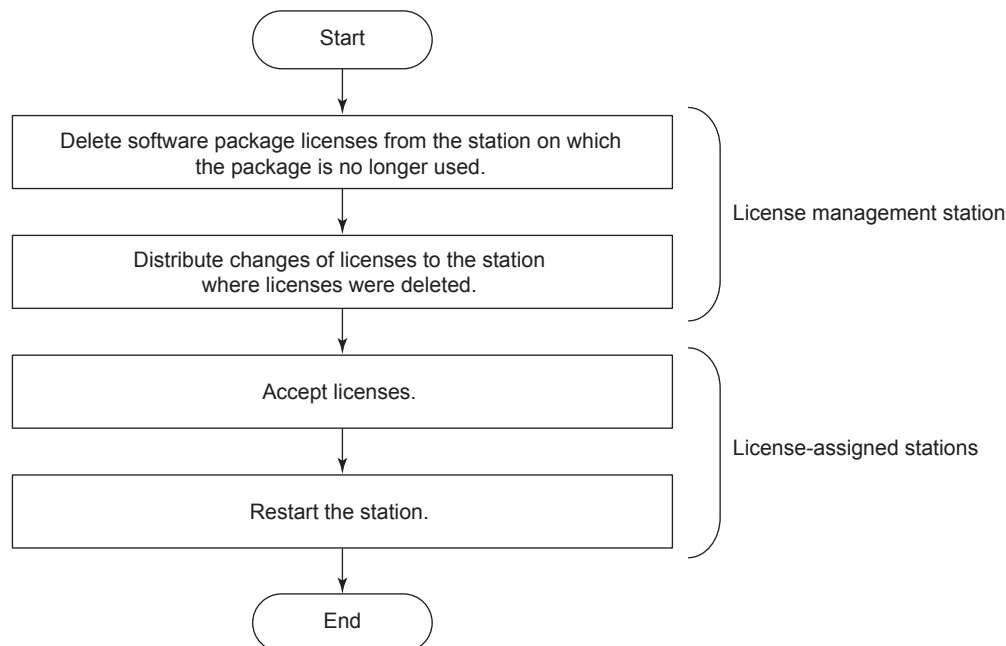 Start
Delete software package licenses from the station on which
the package is no longer used.
License management station
Distribute changes of licenses to the station
where licenses were deleted.
Accept licenses.
License-assigned stations
Restart the station.
End